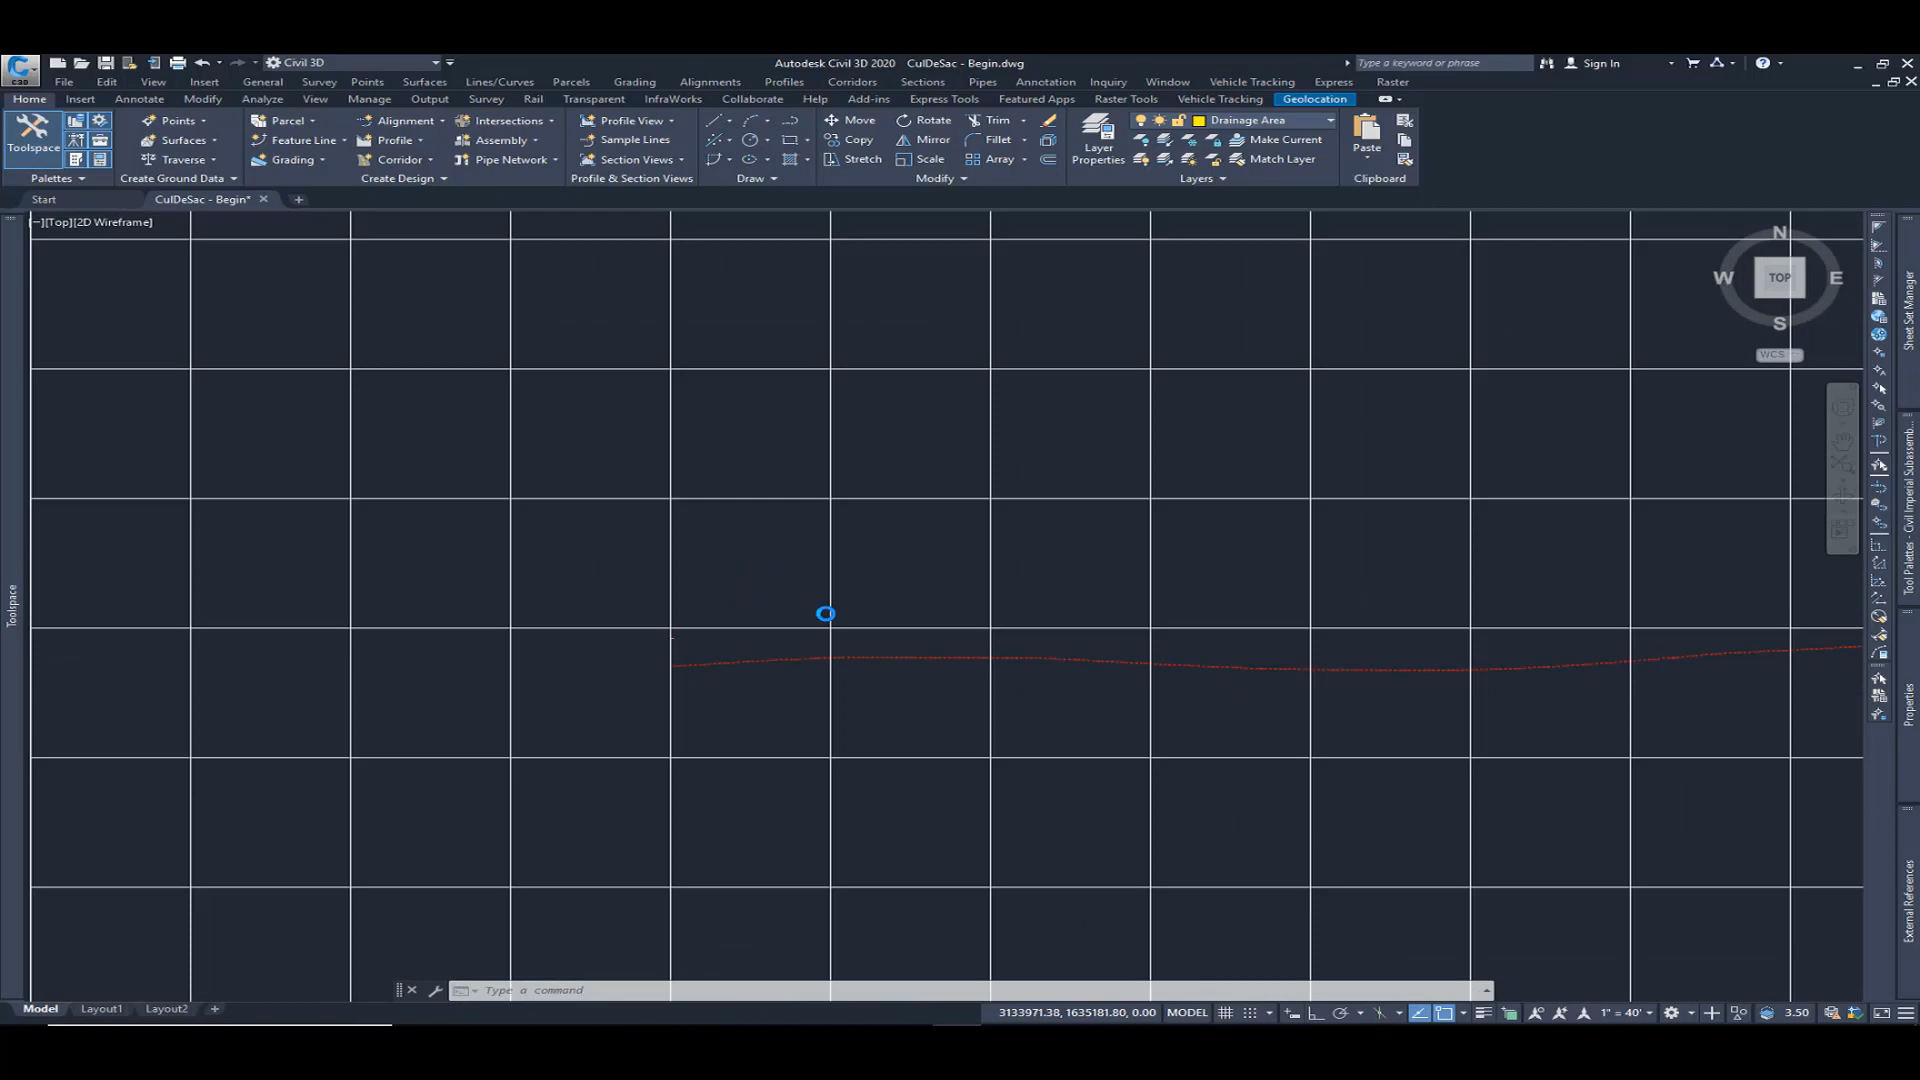 C3D Civil 3D Autodesk Civil 3D 2020 CulDeSac - Begin.dwg Type a keyword or phrase Sign In
File Edit View Insert General Survey Points Surfaces Lines/Curves Parcels Grading Alignments Profiles Corridors Sections Pipes Annotation Inquiry Window Vehicle Tracking Express Raster
Home Insert Annotate Modify Analyze View Manage Output Survey Rail Transparent InfraWorks Collaborate Help Add-ins Express Tools Featured Apps Raster Tools Vehicle Tracking Geolocation
Points Parcel Alignment Intersections Profile View Move Rotate Trim Drainage Area
Toolspace Surfaces Feature Line Profile Assembly Sample Lines Copy Mirror Fillet Layer Properties Make Current Paste
Traverse Grading Corridor Pipe Network Section Views Stretch Scale Array Match Layer
Palettes Create Ground Data Create Design Profile & Section Views Draw Modify Layers Clipboard
Start CulDeSac - Begin*
[−][Top][2D Wireframe]
N
W TOP E
S
WCS
Toolspace
Sheet Set Manager
Tool Palettes - Civil Imperial Subassemb...
Properties
External References
Type a command
Model Layout1 Layout2 3133971.38, 1635181.80, 0.00 MODEL 1" = 40' 3.50